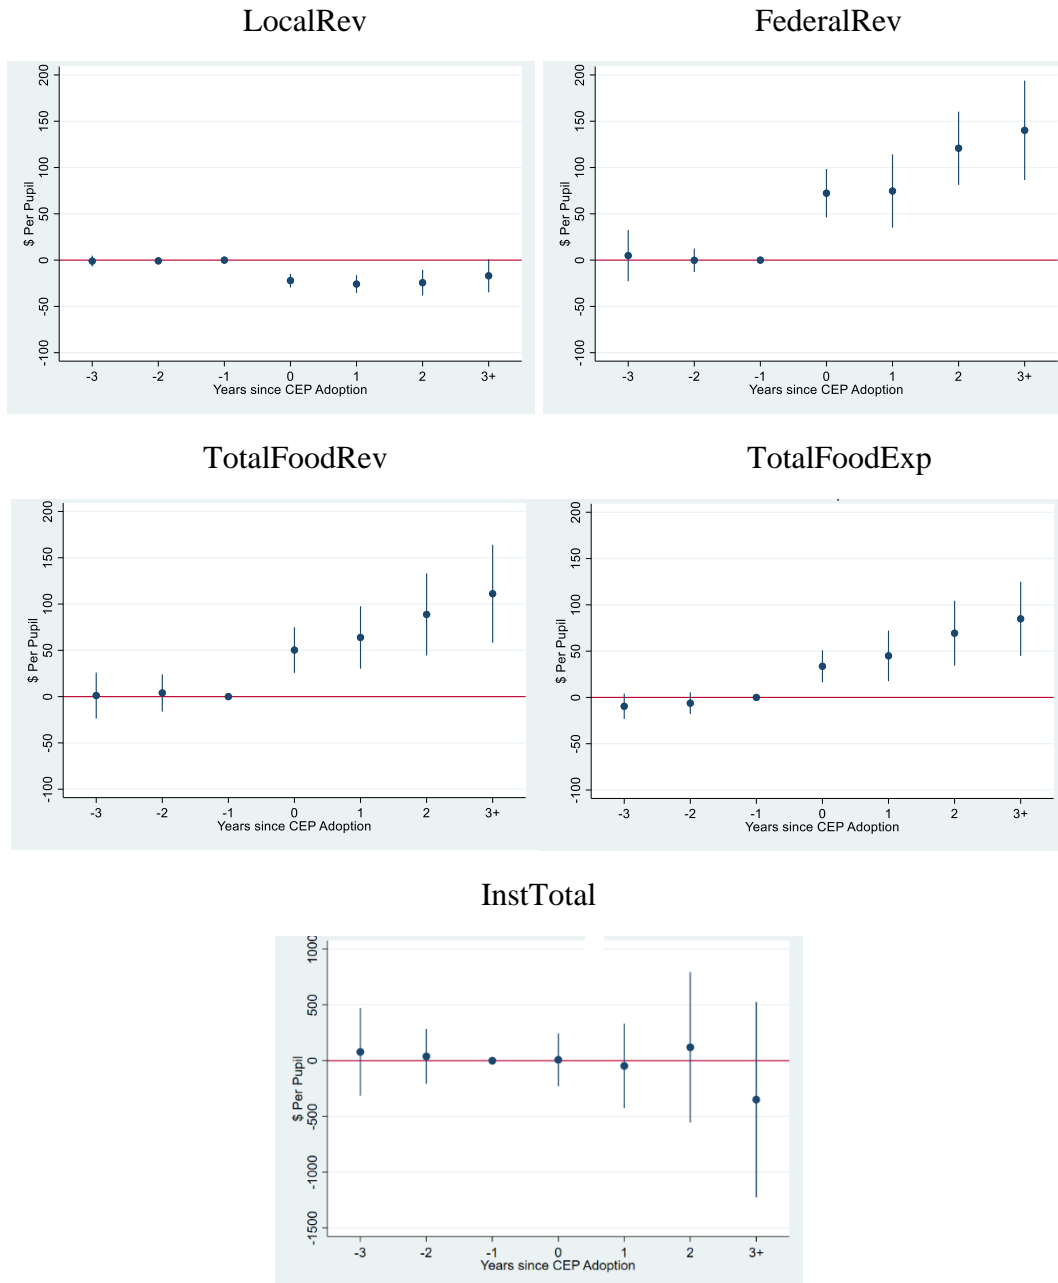 LocalRev
FederalRev
200
150
100
50
0
-50
-100
$ Per Pupil
-3 -2 -1 0 1 2 3+
Years since CEP Adoption
200
150
100
50
0
-50
-100
$ Per Pupil
-3 -2 -1 0 1 2 3+
Years since CEP Adoption
TotalFoodRev
TotalFoodExp
200
150
100
50
0
-50
-100
$ Per Pupil
-3 -2 -1 0 1 2 3+
Years since CEP Adoption
200
150
100
50
0
-50
-100
$ Per Pupil
-3 -2 -1 0 1 2 3+
Years since CEP Adoption
InstTotal
1000
500
0
-500
-1000
-1500
$ Per Pupil
-3 -2 -1 0 1 2 3+
Years since CEP Adoption